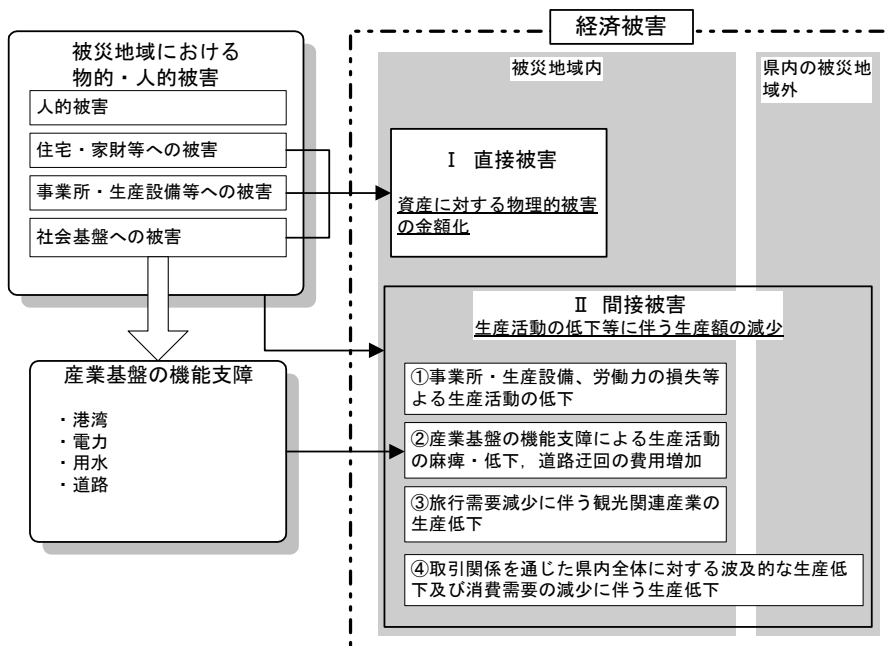 経済被害
被災地域における
物的・人的被害
人的被害
住宅・家財等への被害
事業所・生産設備等への被害
社会基盤への被害
産業基盤の機能支障
・港湾
・電力
・用水
・道路
被災地域内
県内の被災地
域外
Ⅰ 直接被害
資産に対する物理的被害
の金額化
Ⅱ 間接被害
生産活動の低下等に伴う生産額の減少
①事業所・生産設備、労働力の損失等
よる生産活動の低下
②産業基盤の機能支障による生産活動
の麻痺・低下，道路迂回の費用増加
③旅行需要減少に伴う観光関連産業の
生産低下
④取引関係を通じた県内全体に対する波及的な生産低
下及び消費需要の減少に伴う生産低下